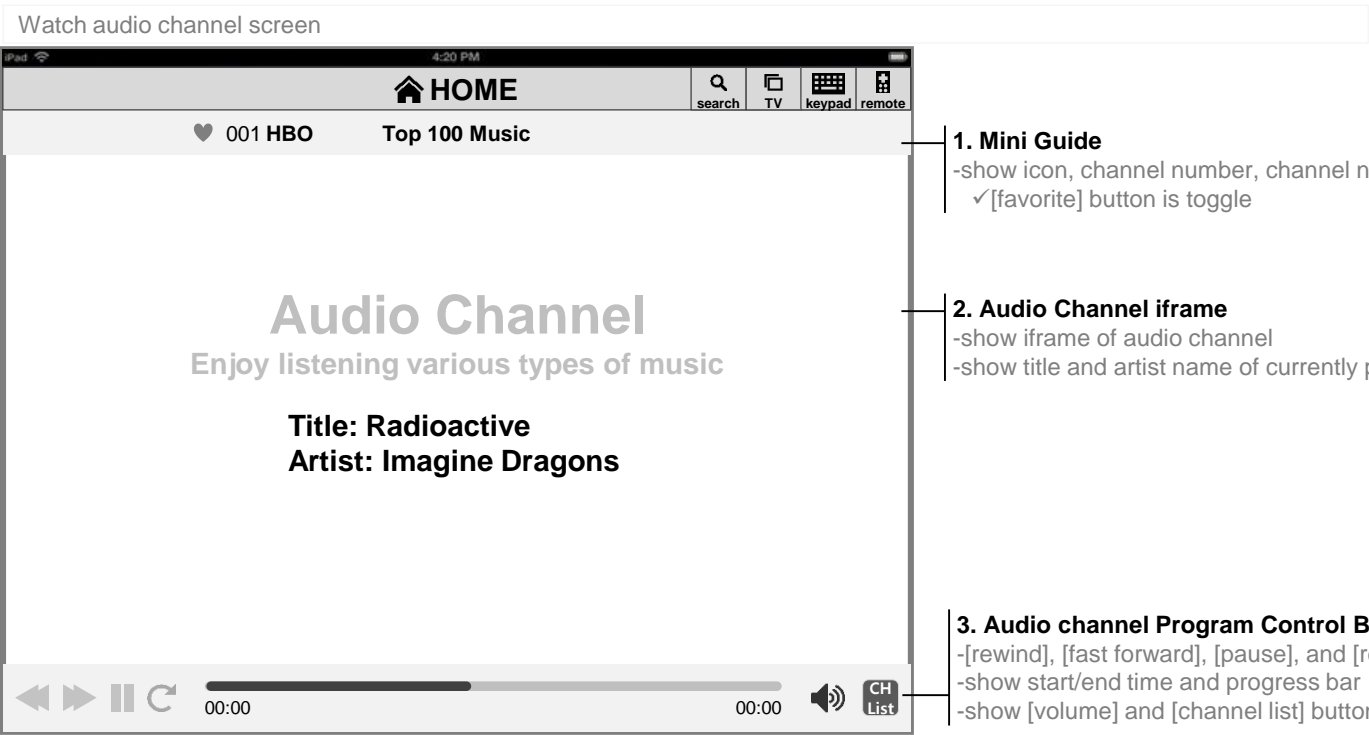 Watch audio channel screen
iPad 4:20 PM
HOME
search TV keypad remote
001 HBO Top 100 Music
1. Mini Guide
-show icon, channel number, channel
✓[favorite] button is toggle
Audio Channel
Enjoy listening various types of music
Title: Radioactive
Artist: Imagine Dragons
2. Audio Channel iframe
-show iframe of audio channel
-show title and artist name of currently
3. Audio channel Program Control
-[rewind], [fast forward], [pause], and
-show start/end time and progress bar
-show [volume] and [channel list]
00:00 00:00
CH
List